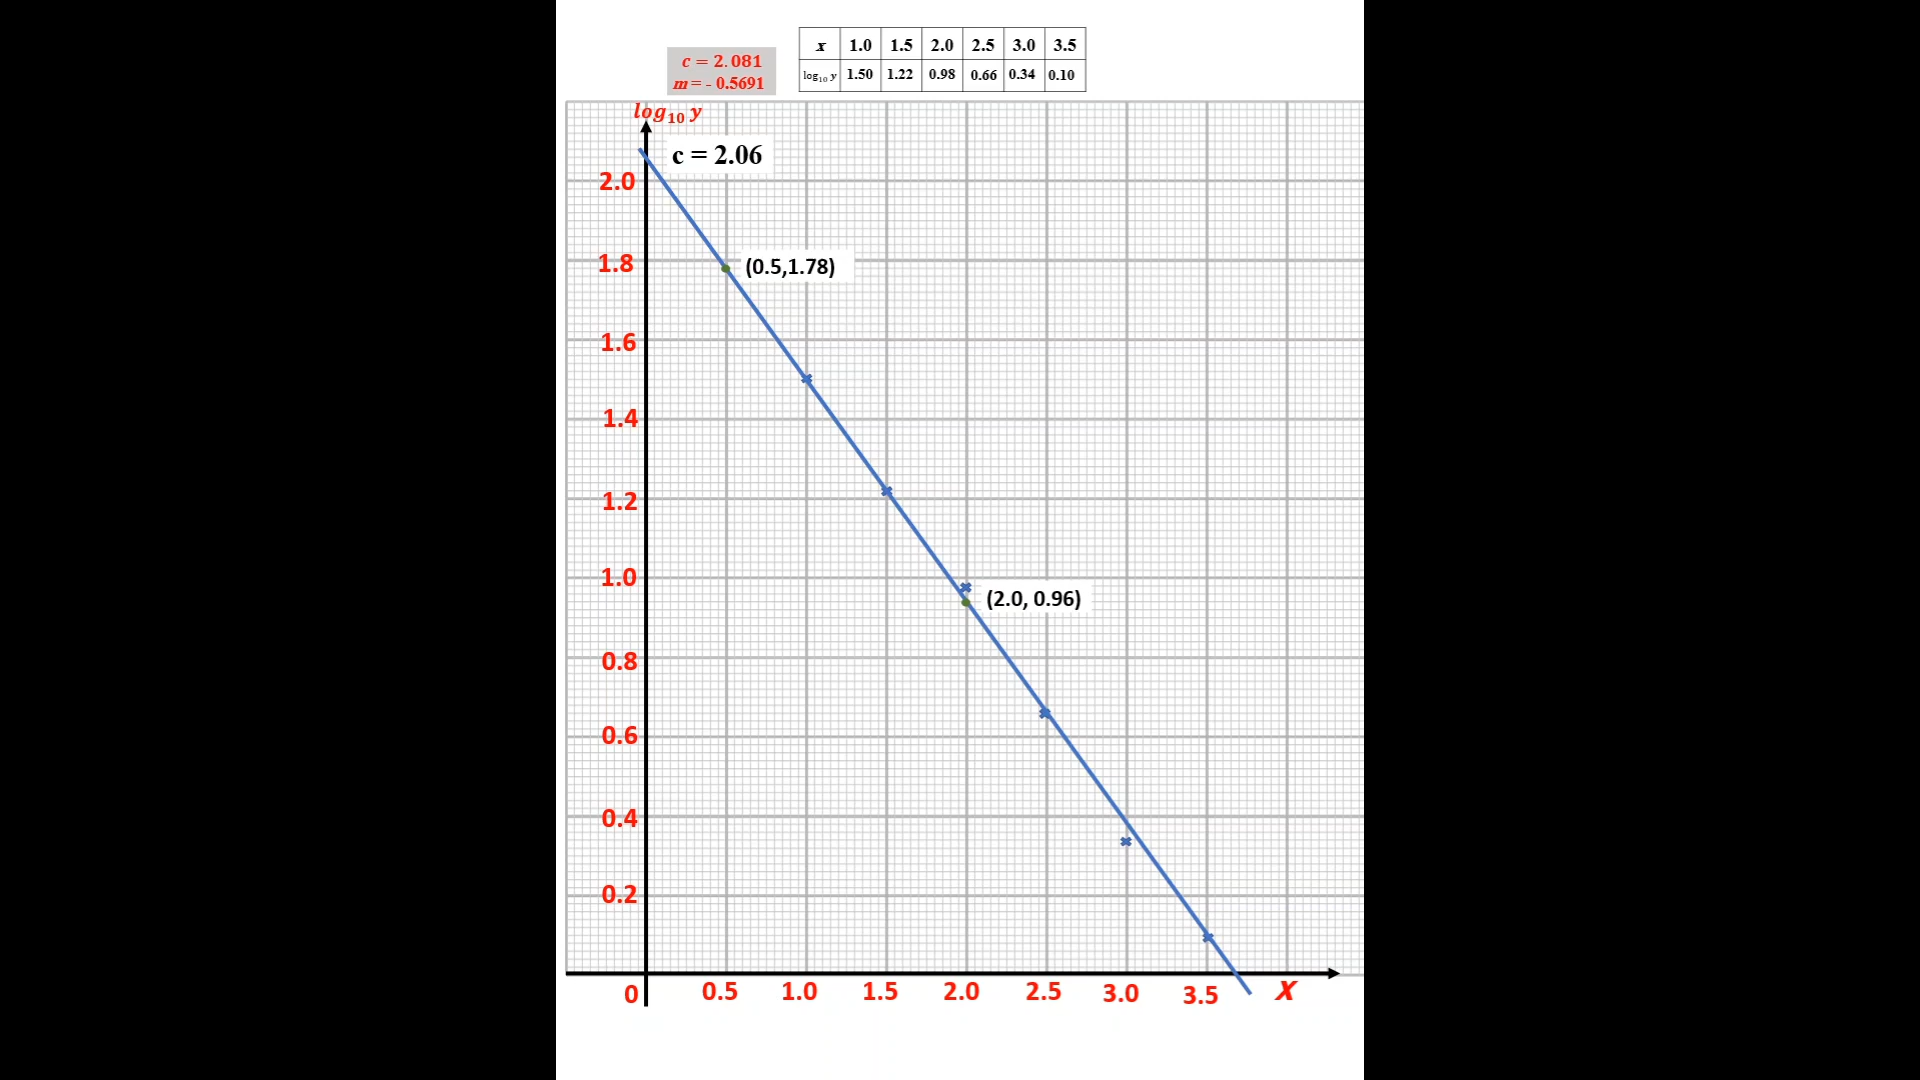 c = 2.081
m = - 0.5691
x 1.0 1.5 2.0 2.5 3.0 3.5
log₁₀ y 1.50 1.22 0.98 0.66 0.34 0.10
log₁₀ y
c = 2.06
2.0
1.8
(0.5,1.78)
1.6
1.4
1.2
1.0
(2.0, 0.96)
0.8
0.6
0.4
0.2
0 0.5 1.0 1.5 2.0 2.5 3.0 3.5 X